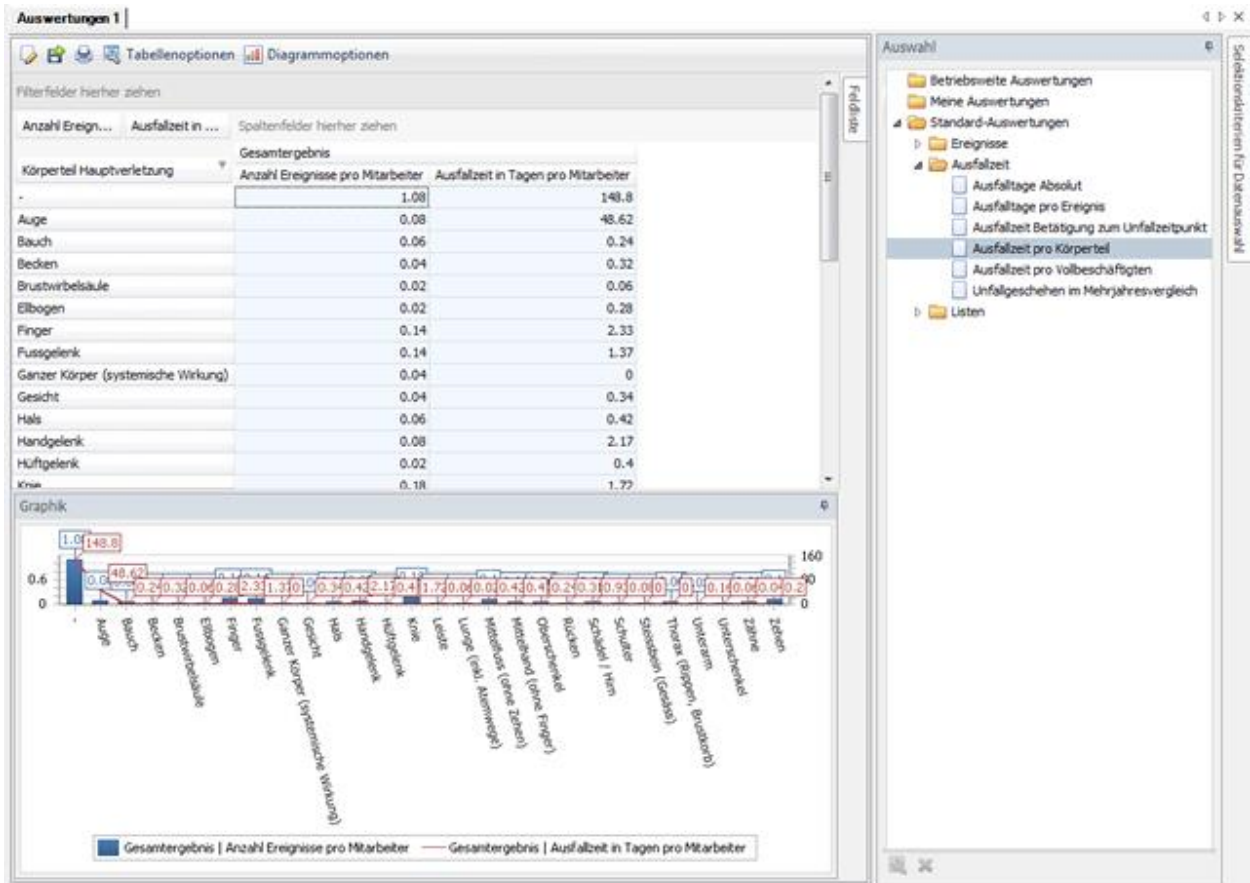 Auswertungen 1
Tabellenoptionen Diagrammoptionen
Filterfelder hierher ziehen
Anzahl Ereign... Ausfallzeit in ... Spaltenfelder hierher ziehen
Gesamtergebnis
Körperteil Hauptverletzung Anzahl Ereignisse pro Mitarbeiter Ausfallzeit in Tagen pro Mitarbeiter
- 1.08 148.8
Auge 0.08 48.62
Bauch 0.06 0.24
Becken 0.04 0.32
Brustwirbelsäule 0.02 0.06
Ellbogen 0.02 0.28
Finger 0.14 2.33
Fussgelenk 0.14 1.37
Ganzer Körper (systemische Wirkung) 0.04 0
Gesicht 0.04 0.34
Hals 0.06 0.42
Handgelenk 0.08 2.17
Hüftgelenk 0.02 0.4
Knie 0.18 1.72
Feldliste
Graphik
148.8
48.62
160
0.6
0 0
-
Auge
Bauch
Becken
Brustwirbelsäule
Ellbogen
Finger
Fussgelenk
Ganzer Körper (systemische Wirkung)
Gesicht
Hals
Handgelenk
Hüftgelenk
Knie
Leiste
Lunge (inkl. Atemwege)
Mittelfuss (ohne Zehen)
Mittelhand (ohne Finger)
Oberschenkel
Rücken
Schädel / Hirn
Schulter
Steissbein (Gesäss)
Thorax (Rippen, Brustkorb)
Unterarm
Unterschenkel
Zähne
Zehen
Gesamtergebnis | Anzahl Ereignisse pro Mitarbeiter Gesamtergebnis | Ausfallzeit in Tagen pro Mitarbeiter
Auswahl
Betriebsweite Auswertungen
Meine Auswertungen
Standard-Auswertungen
Ereignisse
Ausfallzeit
Ausfalltage Absolut
Ausfalltage pro Ereignis
Ausfallzeit Betätigung zum Unfallzeitpunkt
Ausfallzeit pro Körperteil
Ausfallzeit pro Vollbeschäftigten
Unfallgeschehen im Mehrjahresvergleich
Listen
Selektionskriterien für Datenauswahl